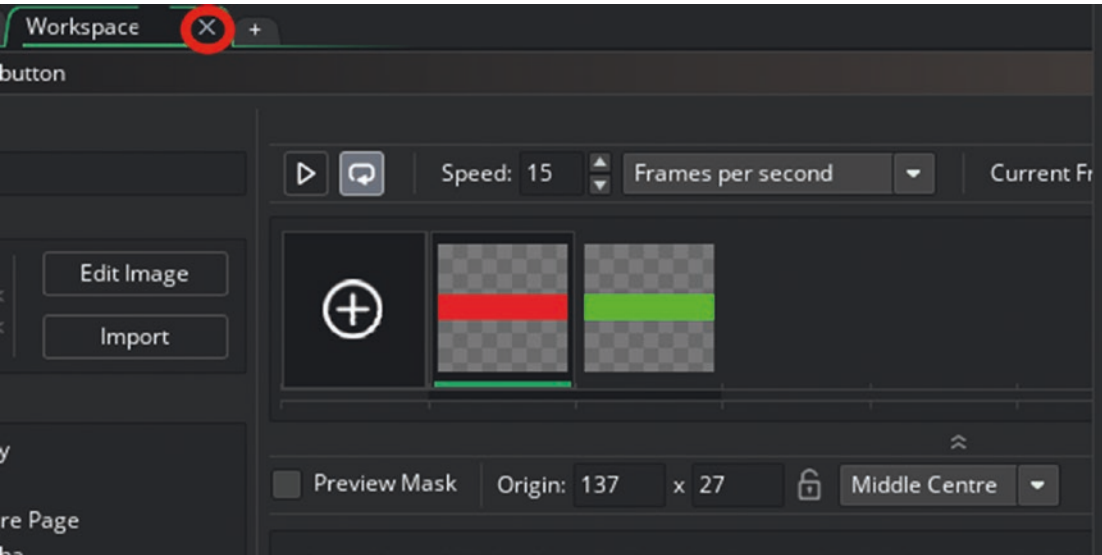 Workspace
+
button
Speed: 15 Frames per second Current Fr
Edit Image
Import
y
Preview Mask Origin: 137 x 27 Middle Centre
re Page